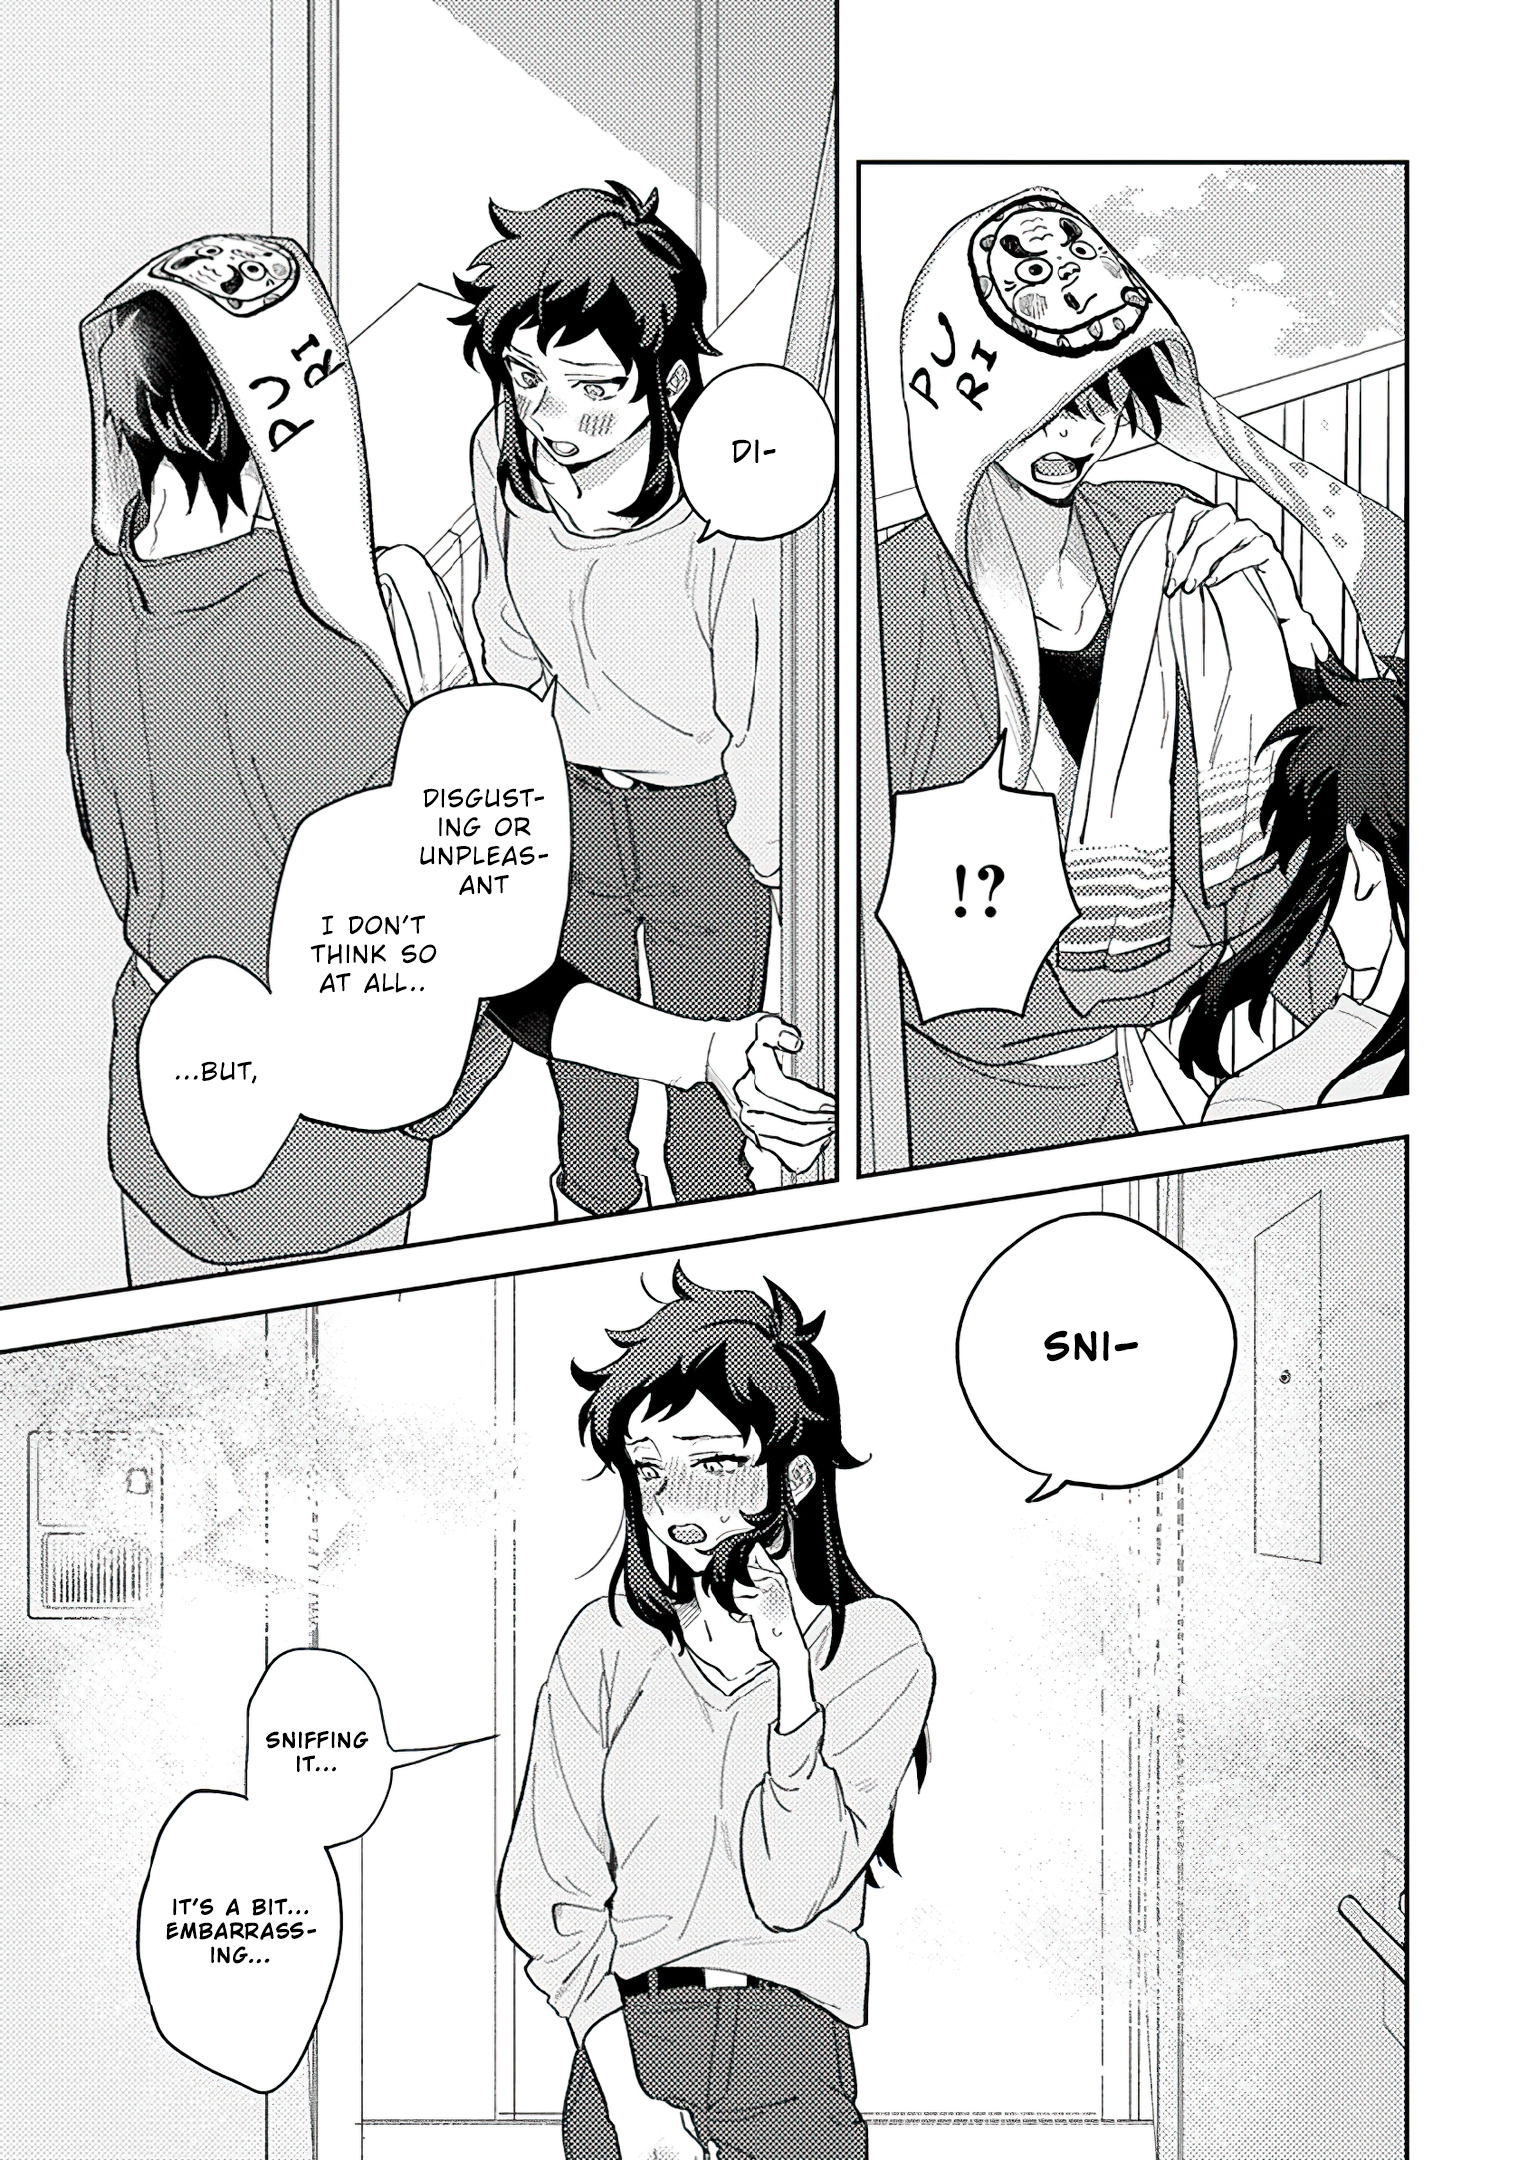 PU
RI
!?
DI-
PU
RI
DISGUST-
ING OR
UNPLEAS-
ANT
I DON'T
THINK SO
AT ALL..
...BUT,
SNI-
SNIFFING
IT...
IT'S A BIT...
EMBARRASS-
ING...